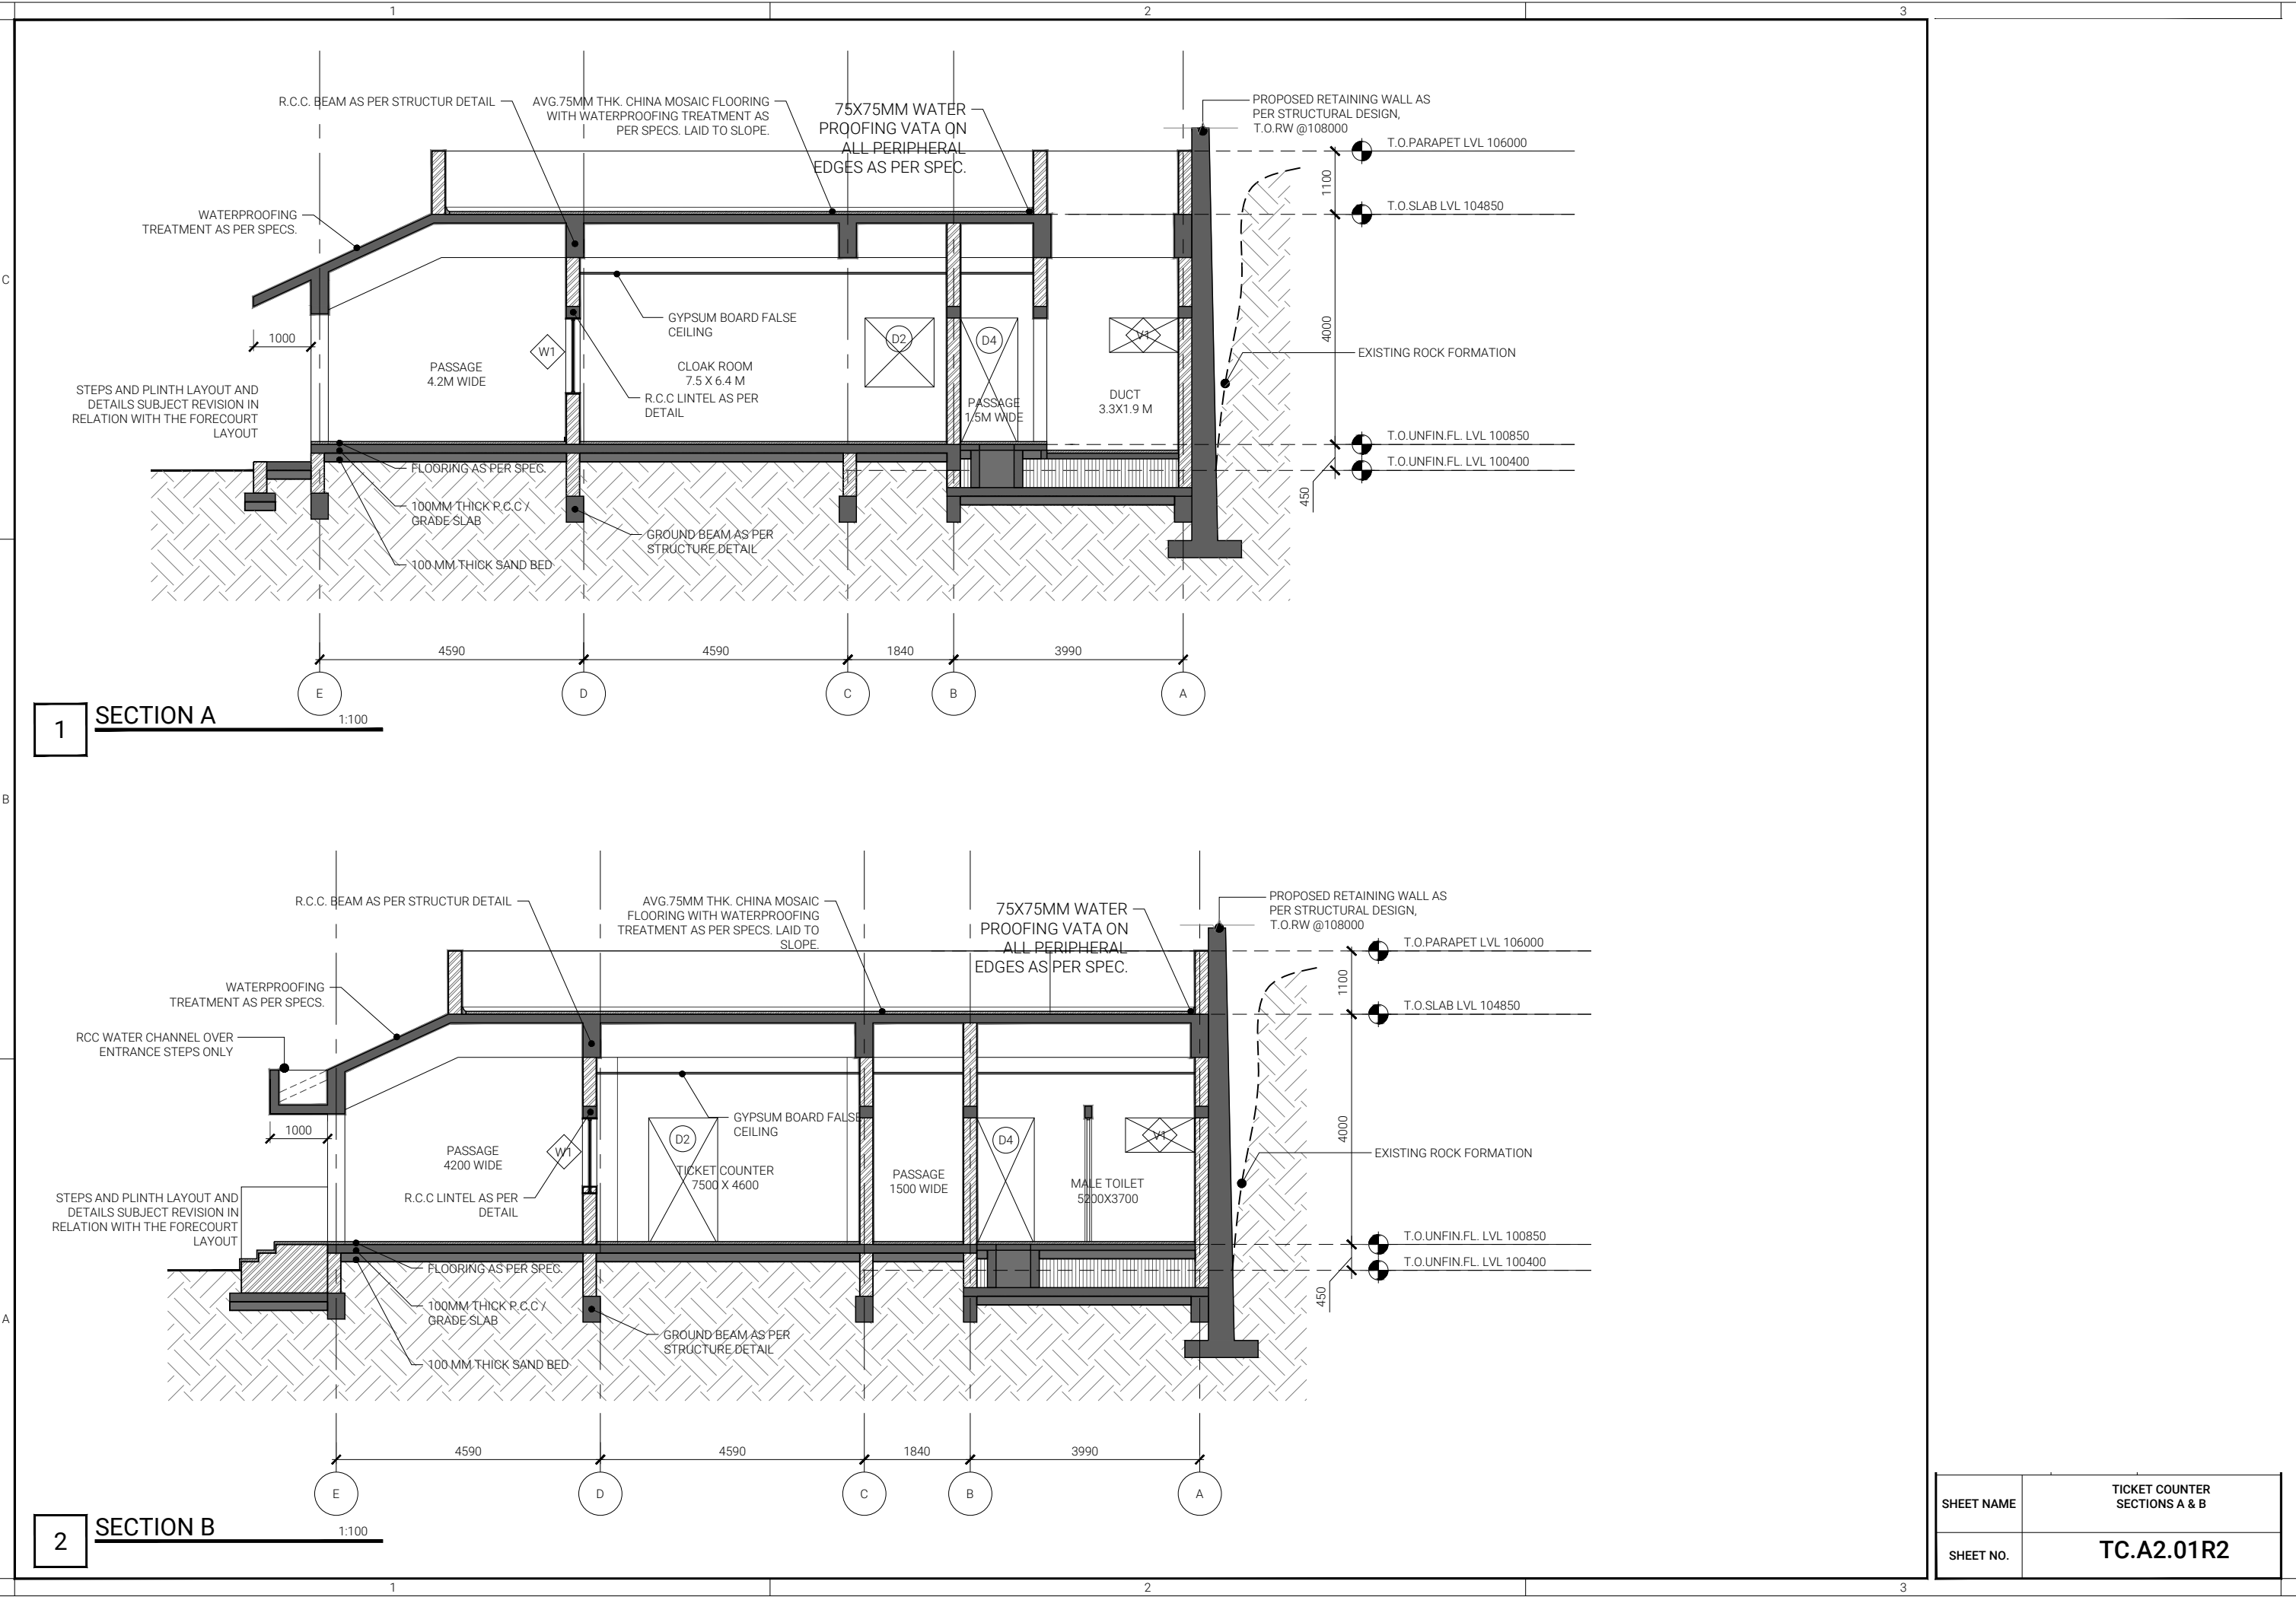 1
2
3
C
B
A
R.C.C. BEAM AS PER STRUCTUR DETAIL
AVG.75MM THK. CHINA MOSAIC FLOORING
WITH WATERPROOFING TREATMENT AS
PER SPECS. LAID TO SLOPE.
75X75MM WATER
PROOFING VATA ON
ALL PERIPHERAL
EDGES AS PER SPEC.
PROPOSED RETAINING WALL AS
PER STRUCTURAL DESIGN,
T.O.RW @108000
T.O.PARAPET LVL 106000
1100
T.O.SLAB LVL 104850
WATERPROOFING
TREATMENT AS PER SPECS.
GYPSUM BOARD FALSE
CEILING
1000
W1
D2
D4
V1
4000
EXISTING ROCK FORMATION
PASSAGE
4.2M WIDE
CLOAK ROOM
7.5 X 6.4 M
R.C.C LINTEL AS PER
DETAIL
PASSAGE
1.5M WIDE
DUCT
3.3X1.9 M
STEPS AND PLINTH LAYOUT AND
DETAILS SUBJECT REVISION IN
RELATION WITH THE FORECOURT
LAYOUT
T.O.UNFIN.FL. LVL 100850
T.O.UNFIN.FL. LVL 100400
450
FLOORING AS PER SPEC.
100MM THICK P.C.C /
GRADE SLAB
GROUND BEAM AS PER
STRUCTURE DETAIL
100 MM THICK SAND BED
4590
4590
1840
3990
E
D
C
B
A
1
SECTION A
1:100
R.C.C. BEAM AS PER STRUCTUR DETAIL
AVG.75MM THK. CHINA MOSAIC
FLOORING WITH WATERPROOFING
TREATMENT AS PER SPECS. LAID TO
SLOPE.
75X75MM WATER
PROOFING VATA ON
ALL PERIPHERAL
EDGES AS PER SPEC.
PROPOSED RETAINING WALL AS
PER STRUCTURAL DESIGN,
T.O.RW @108000
T.O.PARAPET LVL 106000
1100
T.O.SLAB LVL 104850
WATERPROOFING
TREATMENT AS PER SPECS.
RCC WATER CHANNEL OVER
ENTRANCE STEPS ONLY
GYPSUM BOARD FALSE
CEILING
1000
W1
D2
D4
V1
4000
EXISTING ROCK FORMATION
PASSAGE
4200 WIDE
TICKET COUNTER
7500 X 4600
PASSAGE
1500 WIDE
MALE TOILET
5200X3700
R.C.C LINTEL AS PER
DETAIL
STEPS AND PLINTH LAYOUT AND
DETAILS SUBJECT REVISION IN
RELATION WITH THE FORECOURT
LAYOUT
T.O.UNFIN.FL. LVL 100850
T.O.UNFIN.FL. LVL 100400
450
FLOORING AS PER SPEC.
100MM THICK P.C.C /
GRADE SLAB
GROUND BEAM AS PER
STRUCTURE DETAIL
100 MM THICK SAND BED
4590
4590
1840
3990
E
D
C
B
A
2
SECTION B
1:100
SHEET NAME
TICKET COUNTER
SECTIONS A & B
SHEET NO.
TC.A2.01R2
1
2
3